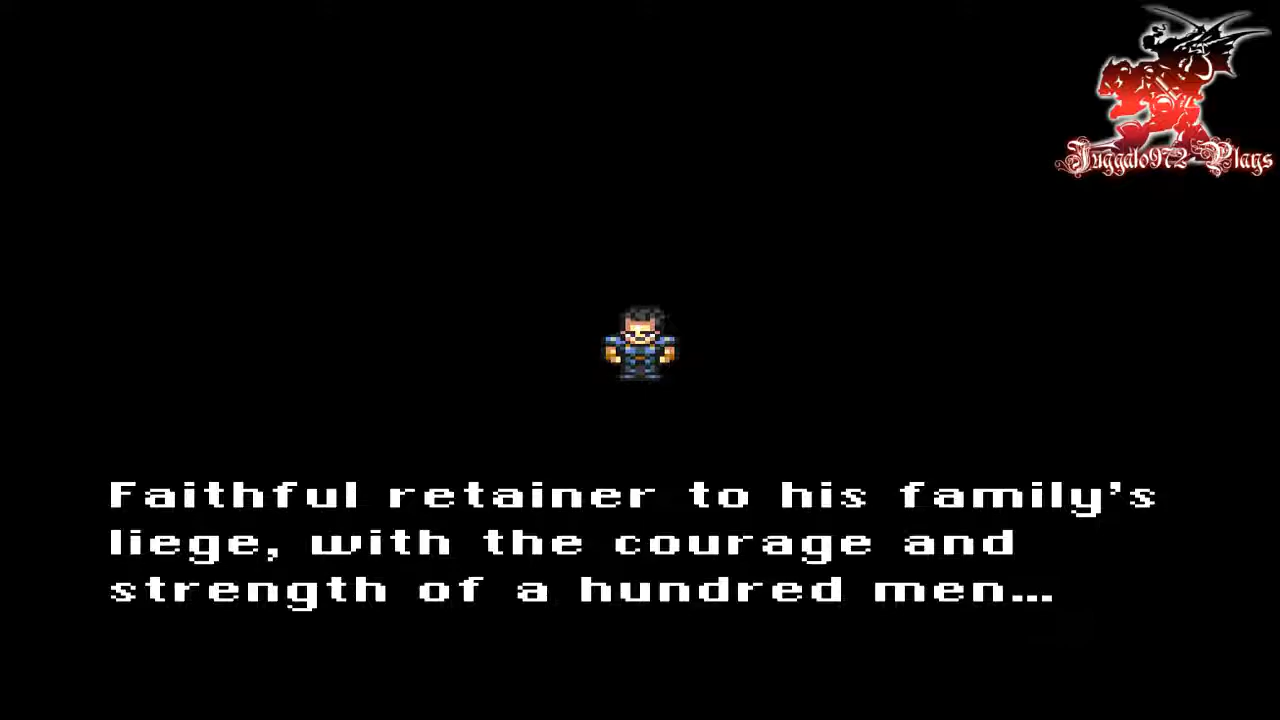 Juggalo972 Plays
Faithful retainer to his family's
liege, with the courage and
strength of a hundred men...